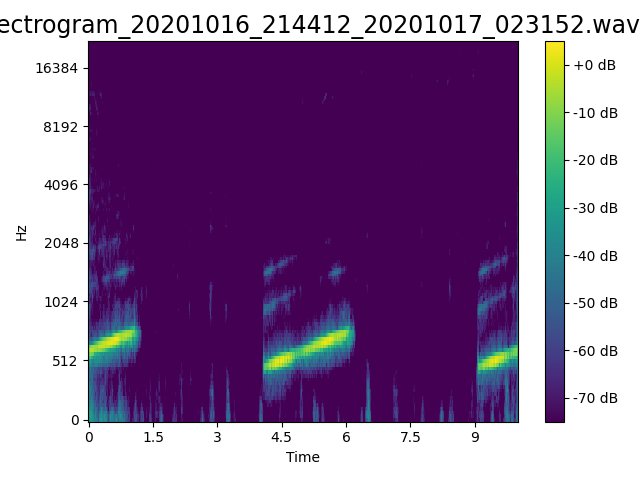 ectrogram_20201016_214412_20201017_023152.wav
16384
8192
4096
2048
1024
512
0
Hz
0 1.5 3 4.5 6 7.5 9
Time
+0 dB
-10 dB
-20 dB
-30 dB
-40 dB
-50 dB
-60 dB
-70 dB